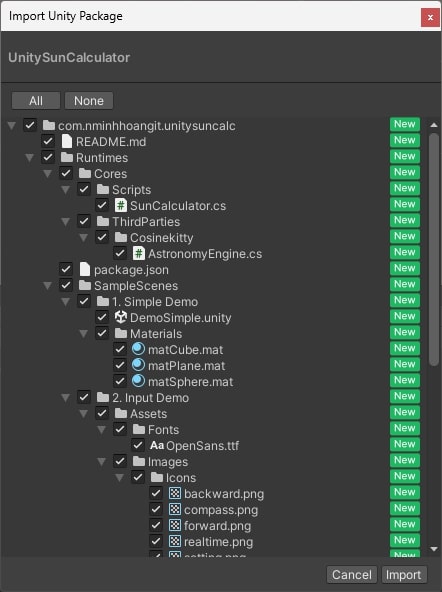 Import Unity Package
x
UnitySunCalculator
All None
com.nminhhoangit.unitysuncalc New
README.md New
Runtimes New
Cores New
Scripts New
# SunCalculator.cs New
ThirdParties New
Cosinekitty New
# AstronomyEngine.cs New
package.json New
SampleScenes New
1. Simple Demo New
DemoSimple.unity New
Materials New
matCube.mat New
matPlane.mat New
matSphere.mat New
2. Input Demo New
Assets New
Fonts New
Aa OpenSans.ttf New
Images New
Icons New
backward.png New
compass.png New
forward.png New
realtime.png New
setting.png New
Cancel Import